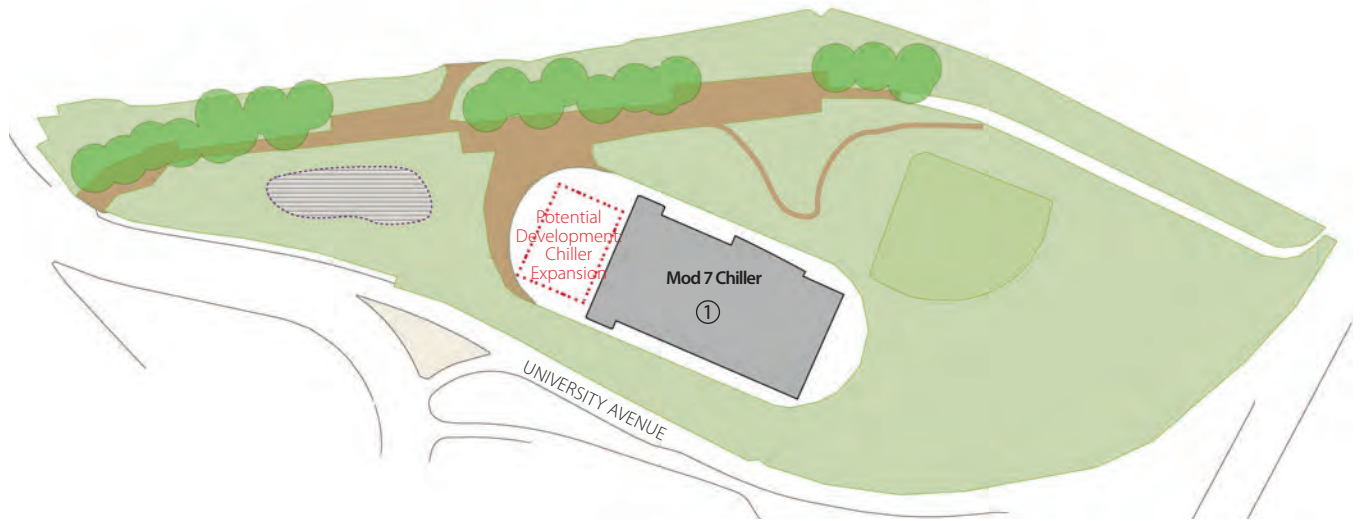 Potential
Development:
Chiller
Expansion
Mod 7 Chiller
1
UNIVERSITY AVENUE